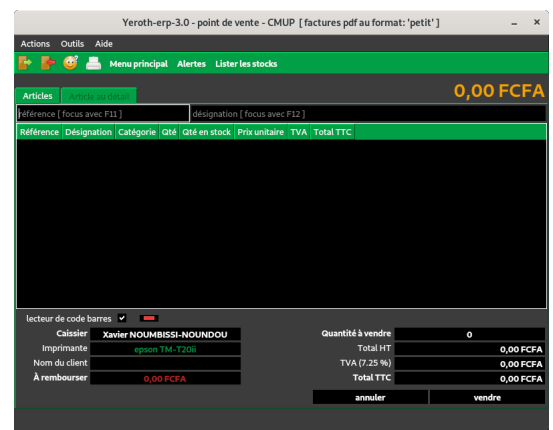 Yeroth-erp-3.0 - point de vente - CMUP [ factures pdf au format: 'petit' ]
Actions Outils Aide
Menu principal Alertes Lister les stocks
Articles Article au détail 0,00 FCFA
référence [ focus avec F11 ] désignation [ focus avec F12 ]
Référence Désignation Catégorie Qté Qté en stock Prix unitaire TVA Total TTC
lecteur de code barres
Caissier Xavier NOUMBISSI-NOUNDOU Quantité à vendre 0
Imprimante epson TM-T20ii Total HT 0,00 FCFA
Nom du client TVA (7.25 %) 0,00 FCFA
À rembourser 0,00 FCFA Total TTC 0,00 FCFA
annuler vendre